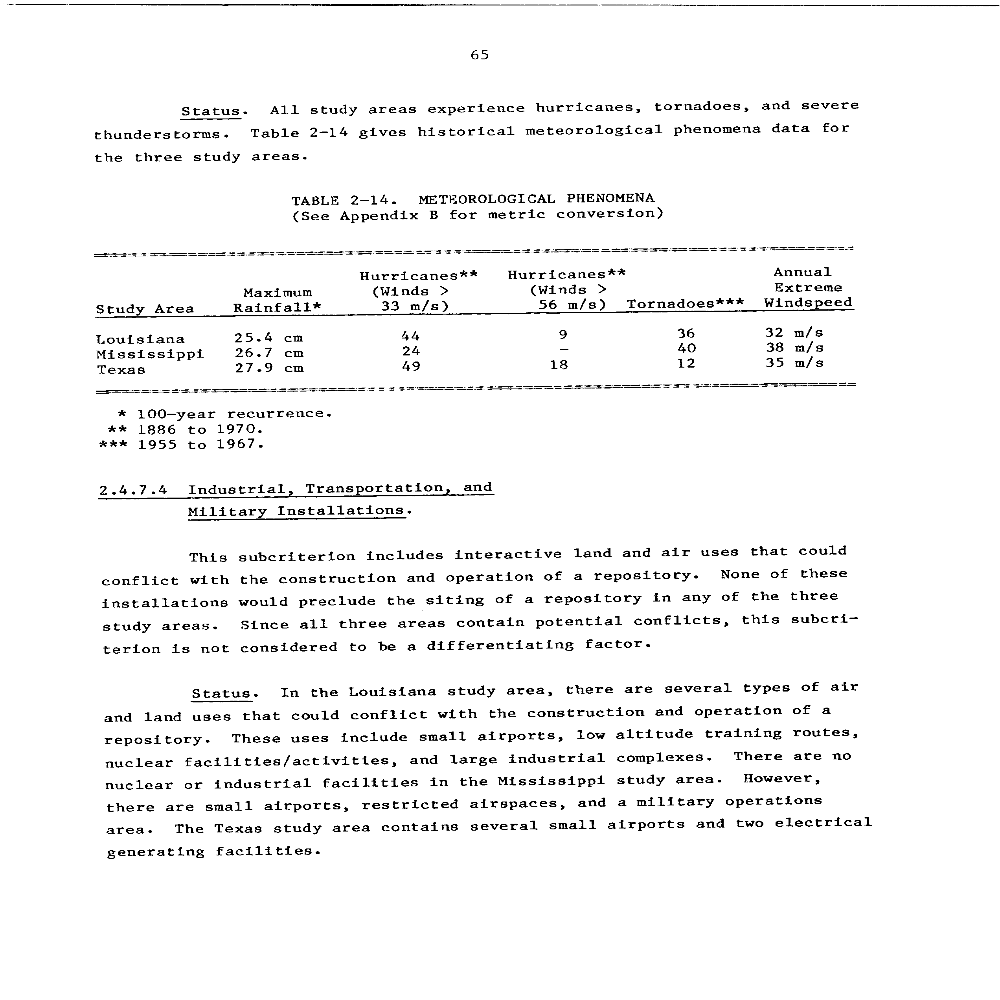 65
Status. All study areas experience hurricanes, tornadoes, and severe
thunderstorms. Table 2-14 gives historical meteorological phenomena data for
the three study areas.
TABLE 2-14. METEOROLOGICAL PHENOMENA
(See Appendix B for metric conversion)
Hurricanes** Hurricanes** Annual
Maximum (Winds > (Winds > Extreme
Study Area Rainfall* 33 m/s) 56 m/s) Tornadoes*** Windspeed
Louisiana 25.4 cm 44 9 36 32 m/s
Mississippi 26.7 cm 24 - 40 38 m/s
Texas 27.9 cm 49 18 12 35 m/s
* 100-year recurrence.
** 1886 to 1970.
*** 1955 to 1967.
2.4.7.4 Industrial, Transportation, and
Military Installations.
This subcriterion includes interactive land and air uses that could
conflict with the construction and operation of a repository. None of these
installations would preclude the siting of a repository in any of the three
study areas. Since all three areas contain potential conflicts, this subcri-
terion is not considered to be a differentiating factor.
Status. In the Louisiana study area, there are several types of air
and land uses that could conflict with the construction and operation of a
repository. These uses include small airports, low altitude training routes,
nuclear facilities/activities, and large industrial complexes. There are no
nuclear or industrial facilities in the Mississippi study area. However,
there are small airports, restricted airspaces, and a military operations
area. The Texas study area contains several small airports and two electrical
generating facilities.